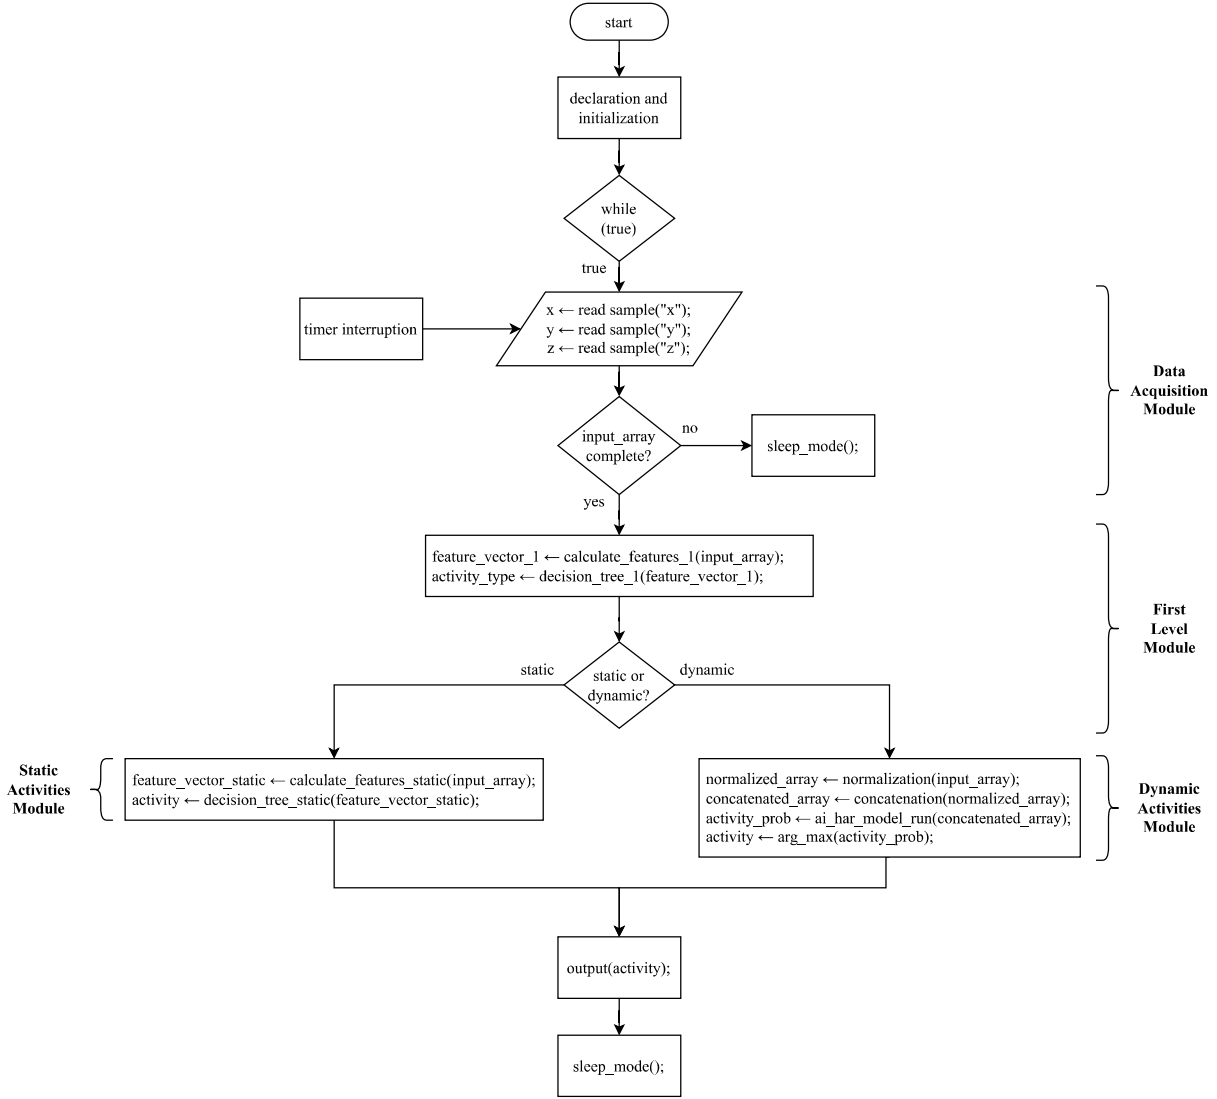 start
declaration and
initialization
while
(true)
true
timer interruption
x ← read sample("x");
y ← read sample("y");
z ← read sample("z");
Data
Acquisition
Module
input_array
complete?
no
sleep_mode();
yes
feature_vector_1 ← calculate_features_1(input_array);
activity_type ← decision_tree_1(feature_vector_1);
First
Level
Module
static
static or
dynamic?
dynamic
Static
Activities
Module
feature_vector_static ← calculate_features_static(input_array);
activity ← decision_tree_static(feature_vector_static);
normalized_array ← normalization(input_array);
concatenated_array ← concatenation(normalized_array);
activity_prob ← ai_har_model_run(concatenated_array);
activity ← arg_max(activity_prob);
Dynamic
Activities
Module
output(activity);
sleep_mode();